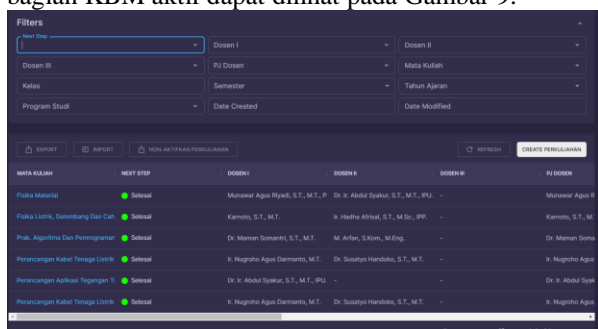 bagian KBM aktif dapat dilihat pada Gambar 9.
Filters
Next Step
Dosen I
Dosen II
Dosen III
PJ Dosen
Mata Kuliah
Kelas
Semester
Tahun Ajaran
Program Studi
Date Created
Date Modified
EXPORT IMPORT NON-AKTIFKAN PERKULIAHAN REFRESH CREATE PERKULIAHAN
MATA KULIAH NEXT STEP DOSEN I DOSEN II DOSEN III PJ DOSEN
Fisika Material Selesai Munawar Agus Riyadi, S.T., M.T., P Dr. Ir. Abdul Syakur, S.T., M.T., IPU. - Munawar Agus R
Fisika Listrik, Gelombang Dan Cah Selesai Karnoto, S.T., M.T. Ir. Hadha Afrisal, S.T., M.Sc., IPP. - Karnoto, S.T., M.
Prak. Algoritma Dan Pemrograman Selesai Dr. Maman Somantri, S.T., M.T. M. Arfan, S.Kom., M.Eng. - Dr. Maman Soma
Perancangan Kabel Tenaga Listrik Selesai Ir. Nugroho Agus Darmanto, M.T. Dr. Susatyo Handoko, S.T., M.T. - Ir. Nugroho Agus
Perancangan Aplikasi Tegangan Ti Selesai Dr. Ir. Abdul Syakur, S.T., M.T., IPU. - - Dr. Ir. Abdul Syak
Perancangan Kabel Tenaga Listrik Selesai Ir. Nugroho Agus Darmanto, M.T. Dr. Susatyo Handoko, S.T., M.T. - Ir. Nugroho Agus